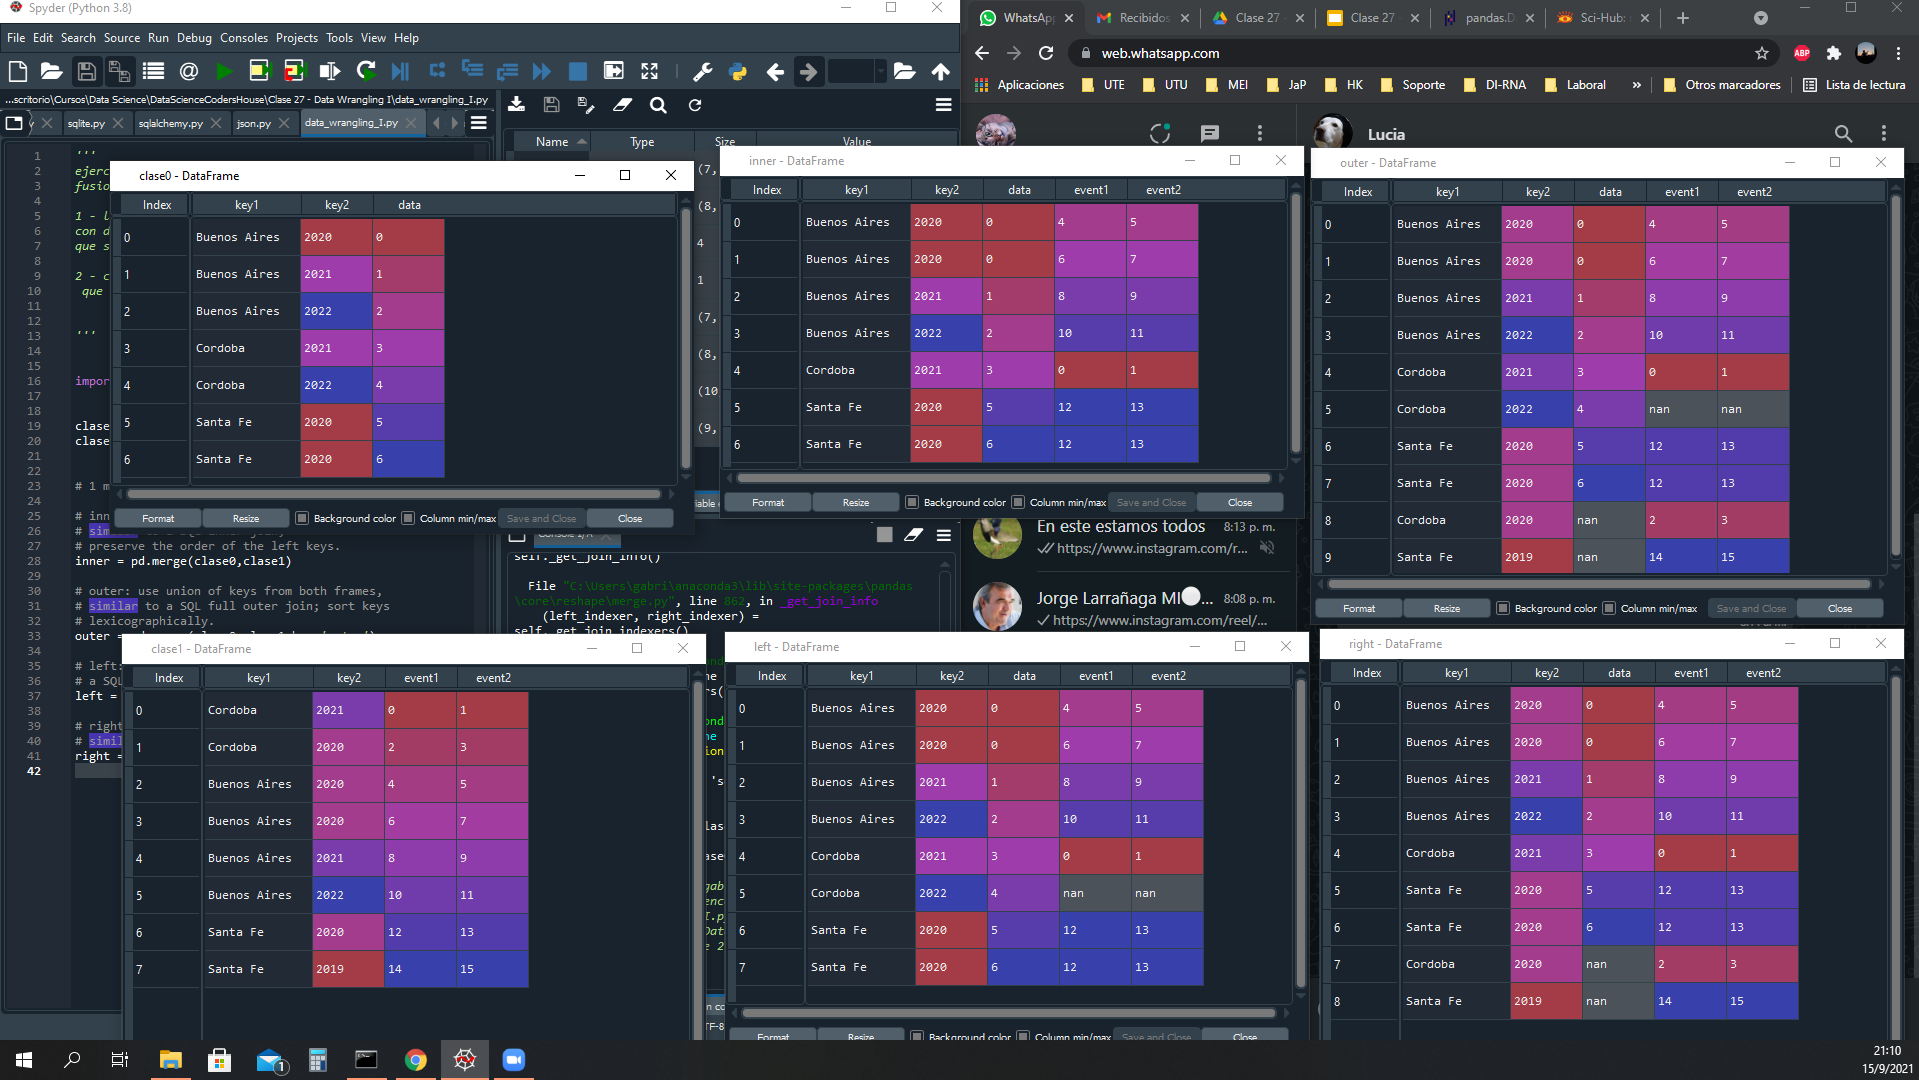 Spyder (Python 3.8)
File Edit Search Source Run Debug Consoles Projects Tools View Help
...scritorio\Cursos\Data Science\DataScienceCodersHouse\Clase 27 - Data Wrangling I\data_wrangling_I.py
sqlite.py sqlalchemy.py json.py data_wrangling_I.py
Name Type Size Value
WhatsApp Recibidos Clase 27 - Clase 27 - pandas.D Sci-Hub:
web.whatsapp.com
Aplicaciones UTE UTU MEI JaP HK Soporte DI-RNA Laboral » Otros marcadores Lista de lectura
Lucia
clase0 - DataFrame
Index key1 key2 data
0 Buenos Aires 2020 0
1 Buenos Aires 2021 1
2 Buenos Aires 2022 2
3 Cordoba 2021 3
4 Cordoba 2022 4
5 Santa Fe 2020 5
6 Santa Fe 2020 6
Format Resize Background color Column min/max Save and Close Close
inner - DataFrame
Index key1 key2 data event1 event2
0 Buenos Aires 2020 0 4 5
1 Buenos Aires 2020 0 6 7
2 Buenos Aires 2021 1 8 9
3 Buenos Aires 2022 2 10 11
4 Cordoba 2021 3 0 1
5 Santa Fe 2020 5 12 13
6 Santa Fe 2020 6 12 13
Format Resize Background color Column min/max Save and Close Close
outer - DataFrame
Index key1 key2 data event1 event2
0 Buenos Aires 2020 0 4 5
1 Buenos Aires 2020 0 6 7
2 Buenos Aires 2021 1 8 9
3 Buenos Aires 2022 2 10 11
4 Cordoba 2021 3 0 1
5 Cordoba 2022 4 nan nan
6 Santa Fe 2020 5 12 13
7 Santa Fe 2020 6 12 13
8 Cordoba 2020 nan 2 3
9 Santa Fe 2019 nan 14 15
Format Resize Background color Column min/max Save and Close Close
1 '''
2 ejerc
3 fusio
4
5 1 - l
6 con d
7 que s
8
9 2 - c
10 que
11
12
13 '''
14
15
16 impor
17
18
19 clase
20 clase
21
22
23 # 1 m
24
25 # inn
26 # sim
27 # preserve the order of the left keys.
28 inner = pd.merge(clase0,clase1)
29
30 # outer: use union of keys from both frames,
31 # similar to a SQL full outer join; sort keys
32 # lexicographically.
33 outer =
34
35 # left:
36 # a SQL
37 left =
38
39 # right
40 # simil
41 right =
42
self._get_join_info()
File "C:\Users\gabri\anaconda3\lib\site-packages\pandas
\core\reshape\merge.py", line 862, in _get_join_info
(left_indexer, right_indexer) =
self._get_join_indexers()
En este estamos todos 8:13 p. m.
https://www.instagram.com/r...
Jorge Larrañaga MI... 8:08 p. m.
https://www.instagram.com/reel/...
clase1 - DataFrame
Index key1 key2 event1 event2
0 Cordoba 2021 0 1
1 Cordoba 2020 2 3
2 Buenos Aires 2020 4 5
3 Buenos Aires 2020 6 7
4 Buenos Aires 2021 8 9
5 Buenos Aires 2022 10 11
6 Santa Fe 2020 12 13
7 Santa Fe 2019 14 15
left - DataFrame
Index key1 key2 data event1 event2
0 Buenos Aires 2020 0 4 5
1 Buenos Aires 2020 0 6 7
2 Buenos Aires 2021 1 8 9
3 Buenos Aires 2022 2 10 11
4 Cordoba 2021 3 0 1
5 Cordoba 2022 4 nan nan
6 Santa Fe 2020 5 12 13
7 Santa Fe 2020 6 12 13
Format Resize Background color Column min/max Save and Close Close
right - DataFrame
Index key1 key2 data event1 event2
0 Buenos Aires 2020 0 4 5
1 Buenos Aires 2020 0 6 7
2 Buenos Aires 2021 1 8 9
3 Buenos Aires 2022 2 10 11
4 Cordoba 2021 3 0 1
5 Santa Fe 2020 5 12 13
6 Santa Fe 2020 6 12 13
7 Cordoba 2020 nan 2 3
8 Santa Fe 2019 nan 14 15
21:10
15/9/2021